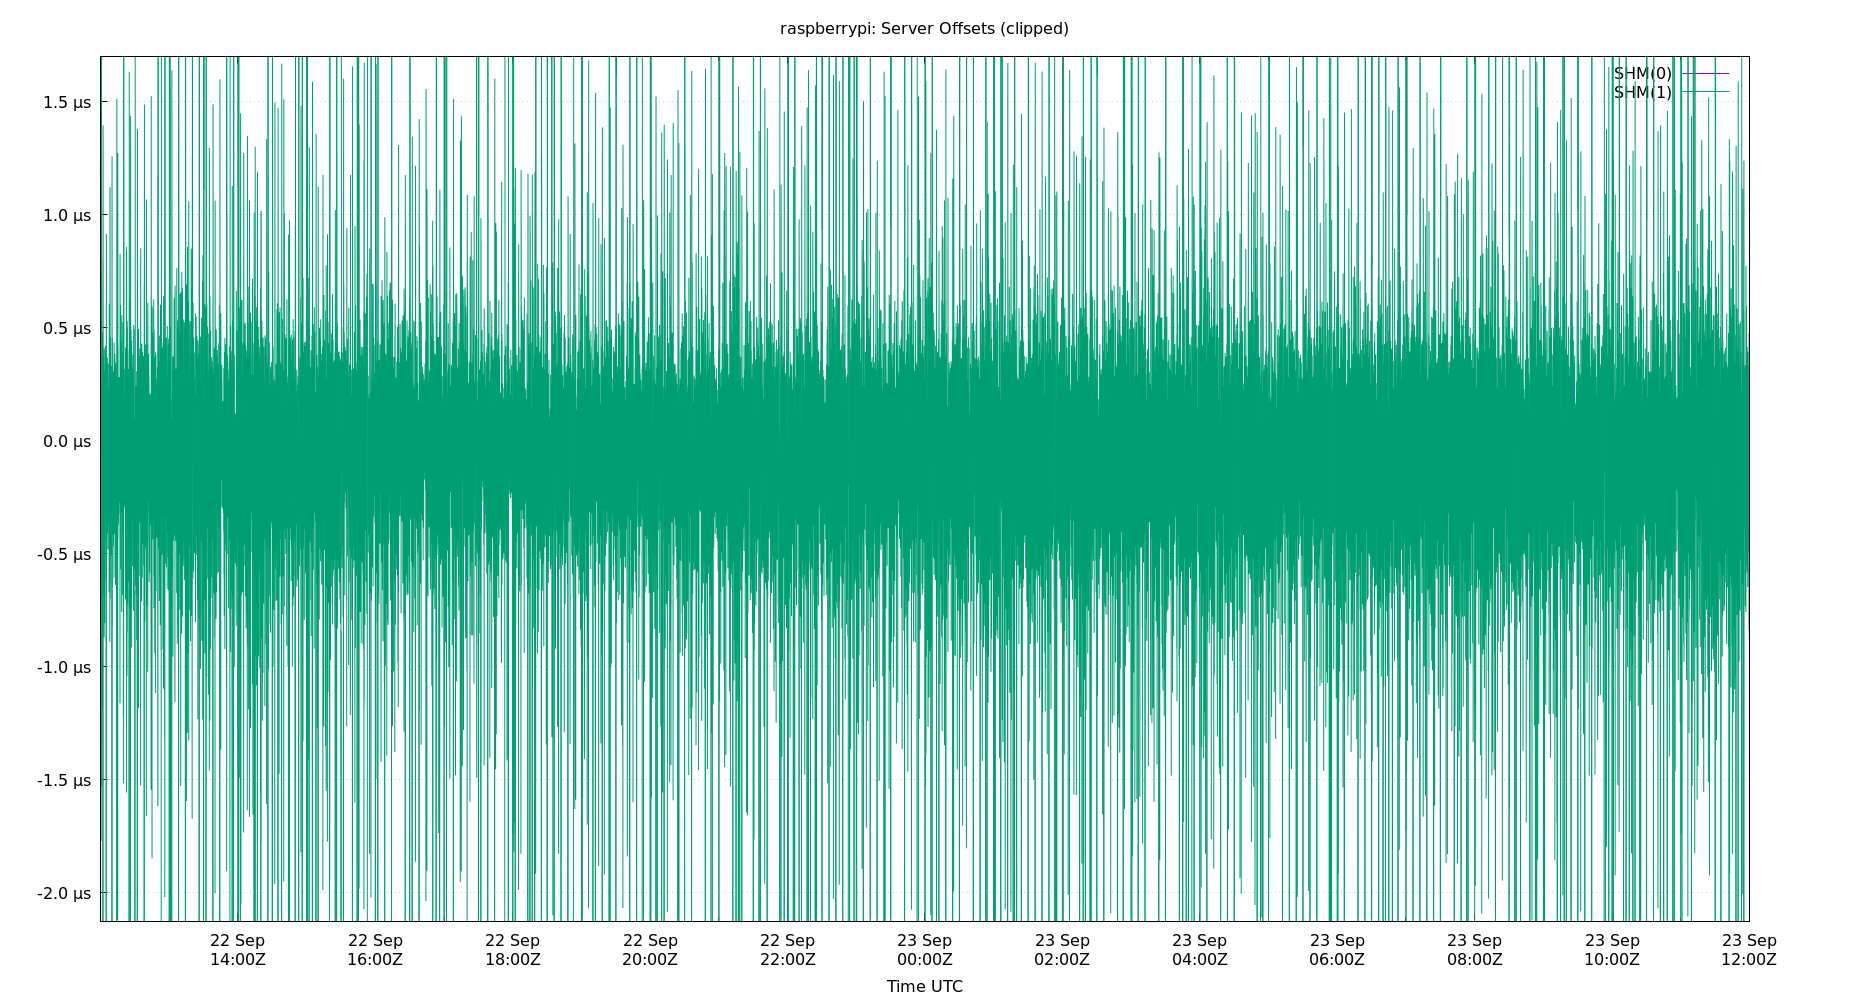 raspberrypi: Server Offsets (clipped)
SHM(0)
SHM(1)
1.5 µs
1.0 µs
0.5 µs
0.0 µs
-0.5 µs
-1.0 µs
-1.5 µs
-2.0 µs
22 Sep 22 Sep 22 Sep 22 Sep 22 Sep 23 Sep 23 Sep 23 Sep 23 Sep 23 Sep 23 Sep 23 Sep
14:00Z 16:00Z 18:00Z 20:00Z 22:00Z 00:00Z 02:00Z 04:00Z 06:00Z 08:00Z 10:00Z 12:00Z
Time UTC